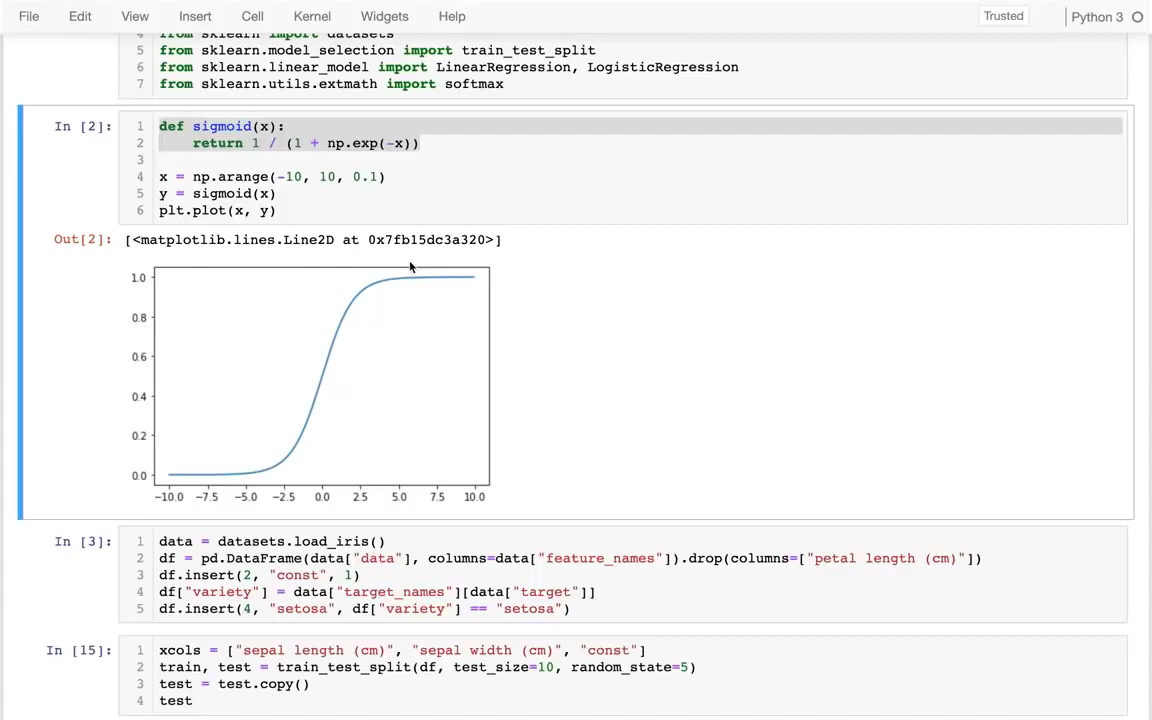 File Edit View Insert Cell Kernel Widgets Help Trusted Python 3
4 from sklearn import datasets
5 from sklearn.model_selection import train_test_split
6 from sklearn.linear_model import LinearRegression, LogisticRegression
7 from sklearn.utils.extmath import softmax
In [2]:
1 def sigmoid(x):
2     return 1 / (1 + np.exp(-x))
3
4 x = np.arange(-10, 10, 0.1)
5 y = sigmoid(x)
6 plt.plot(x, y)
Out[2]: [<matplotlib.lines.Line2D at 0x7fb15dc3a320>]
1.0
0.8
0.6
0.4
0.2
0.0
−10.0 −7.5 −5.0 −2.5 0.0 2.5 5.0 7.5 10.0
In [3]:
1 data = datasets.load_iris()
2 df = pd.DataFrame(data["data"], columns=data["feature_names"]).drop(columns=["petal length (cm)"])
3 df.insert(2, "const", 1)
4 df["variety"] = data["target_names"][data["target"]]
5 df.insert(4, "setosa", df["variety"] == "setosa")
In [15]:
1 xcols = ["sepal length (cm)", "sepal width (cm)", "const"]
2 train, test = train_test_split(df, test_size=10, random_state=5)
3 test = test.copy()
4 test